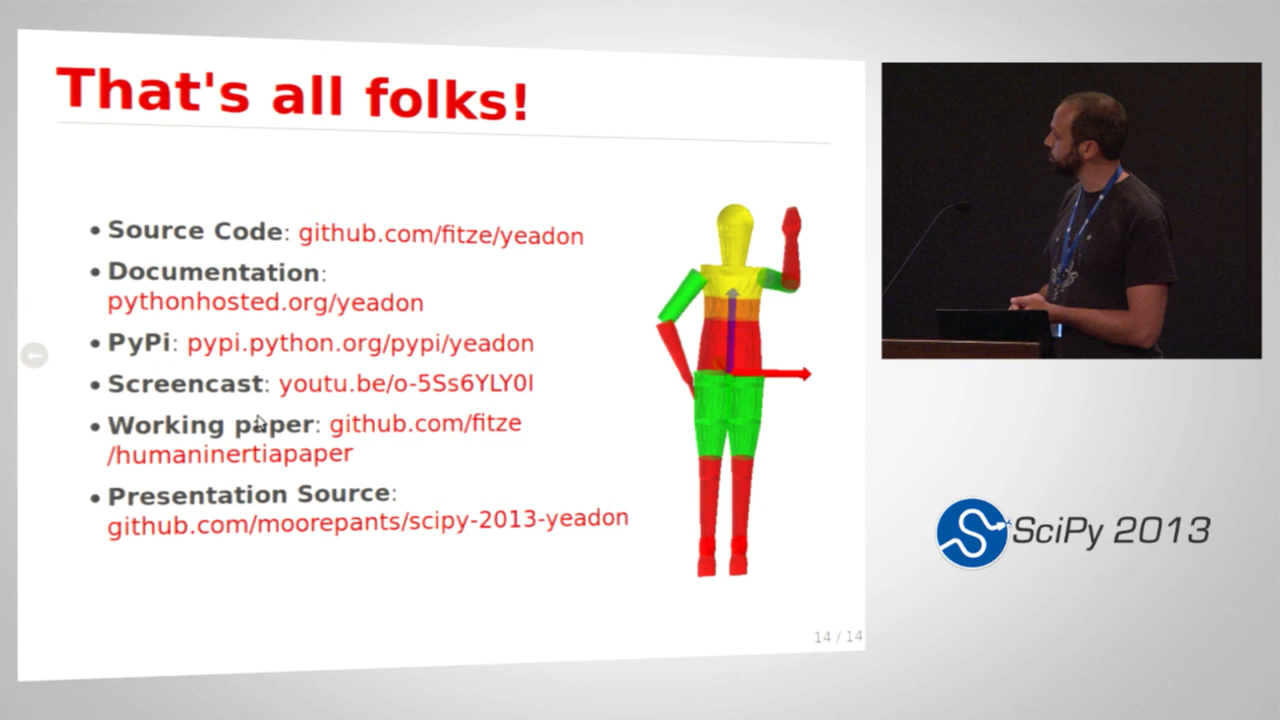 That's all folks!
• Source Code: github.com/fitze/yeadon
• Documentation:
pythonhosted.org/yeadon
• PyPi: pypi.python.org/pypi/yeadon
• Screencast: youtu.be/o-5Ss6YLY0I
• Working paper: github.com/fitze
/humaninertiapaper
• Presentation Source:
github.com/moorepants/scipy-2013-yeadon
14 / 14
SciPy 2013